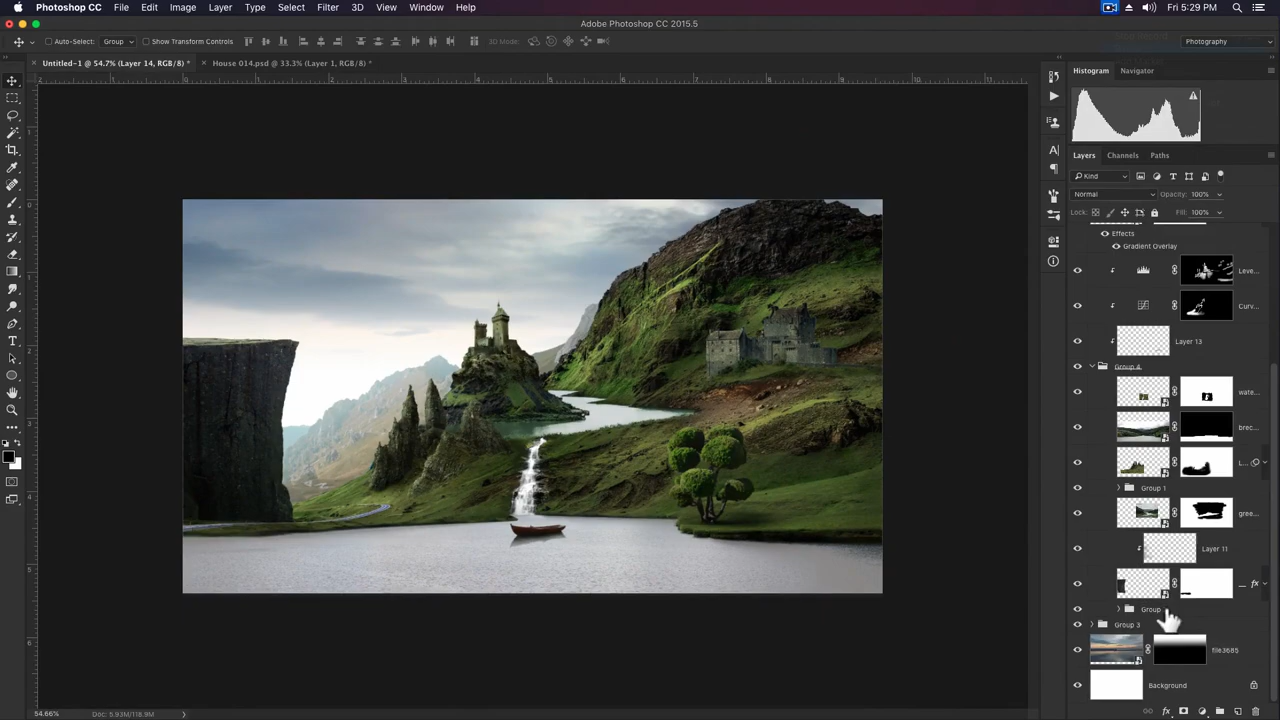 Photoshop CC File Edit Image Layer Type Select Filter 3D View Window Help Fri 5:29 PM
Adobe Photoshop CC 2015.5
Auto-Select: Group Show Transform Controls 3D Mode: Photography
Untitled-1 @ 54.7% (Layer 14, RGB/8) * House 014.psd @ 33.3% (Layer 1, RGB/8) *
Histogram Navigator
Layers Channels Paths
Kind
Normal Opacity: 100%
Lock: Fill: 100%
Effects
Gradient Overlay
Leve...
Curv...
Layer 13
Group 4
wate...
brec...
L...
Group 1
gree...
Layer 11
fx
Group
Group 3
file3685
Background
54.66% Doc: 5.93M/118.9M
fx